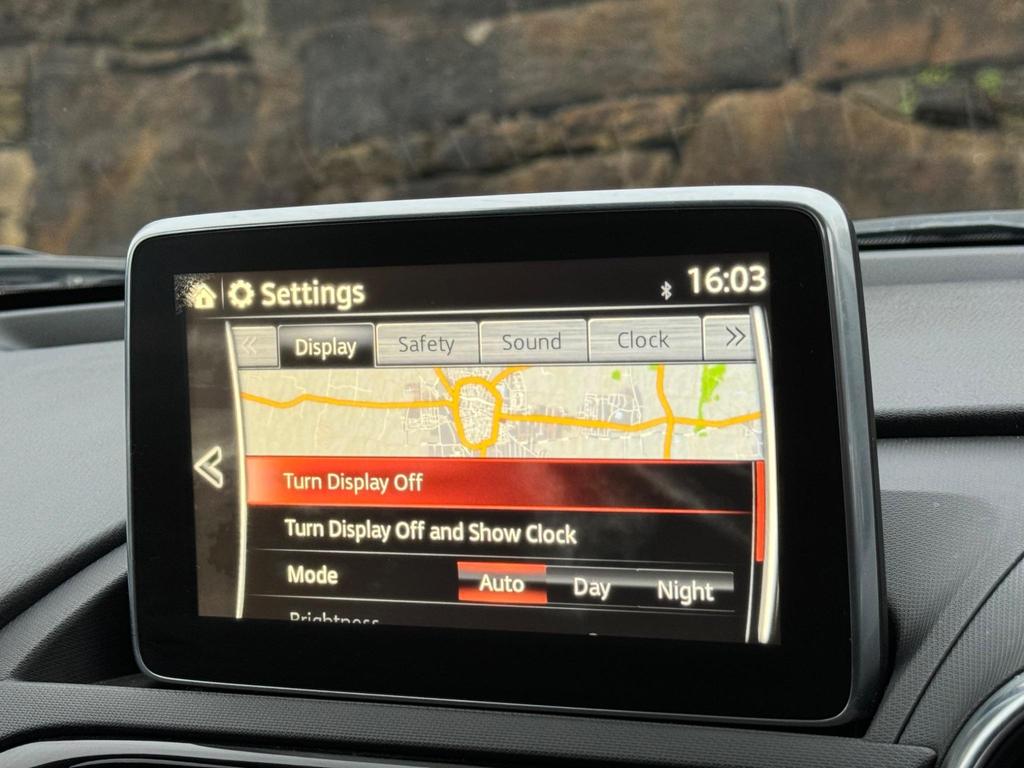 Settings 16:03
Display Safety Sound Clock
Turn Display Off
Turn Display Off and Show Clock
Mode Auto Day Night
Brightness